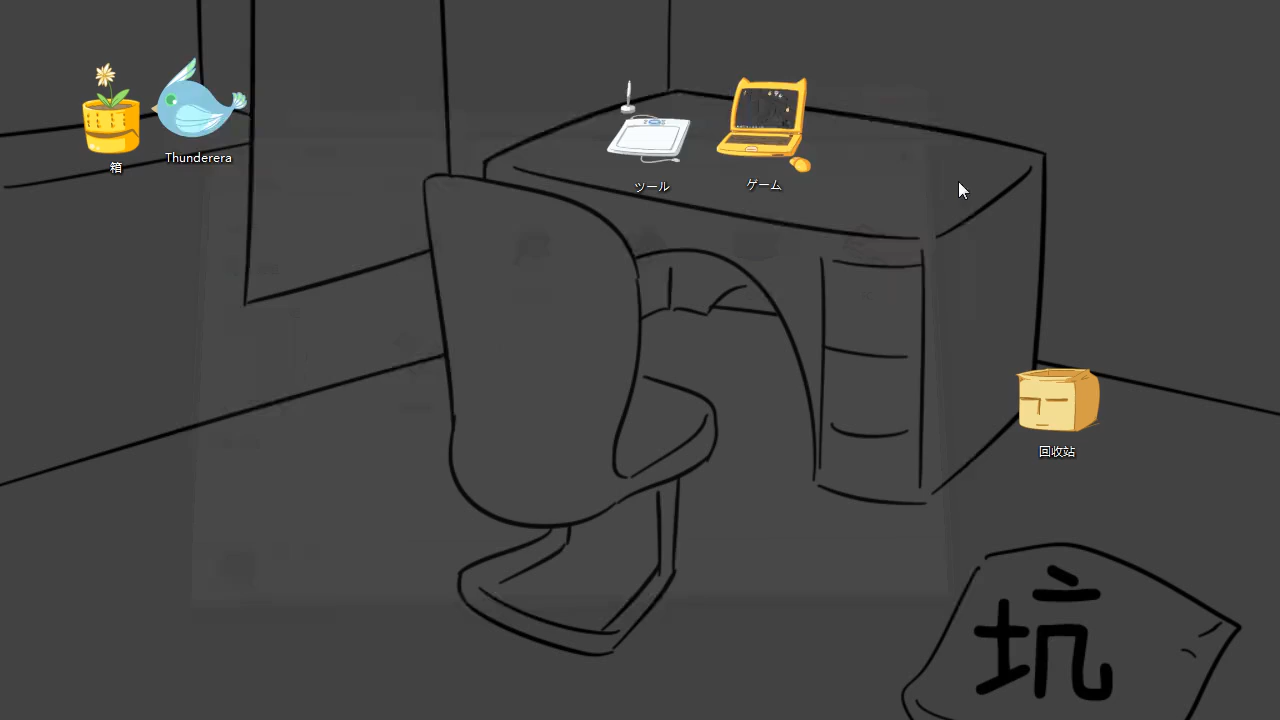 箱
Thunderera
ツール
ゲーム
回收站
坑